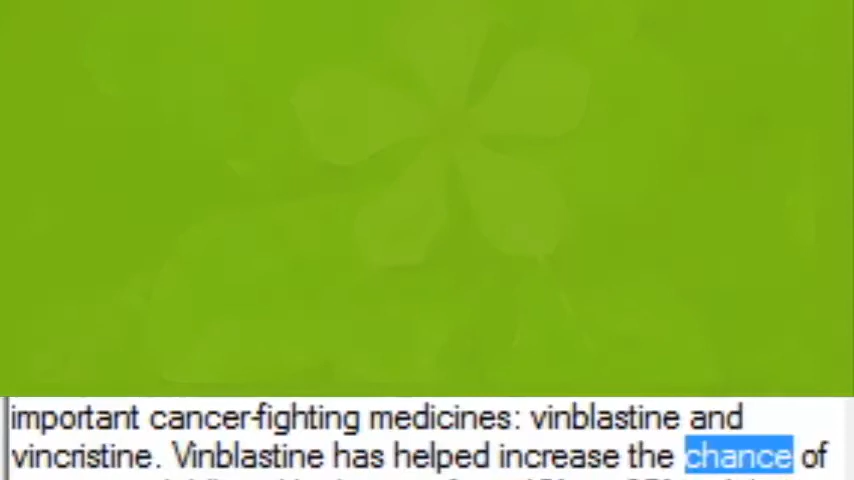 important cancer-fighting medicines: vinblastine and
vincristine. Vinblastine has helped increase the chance of